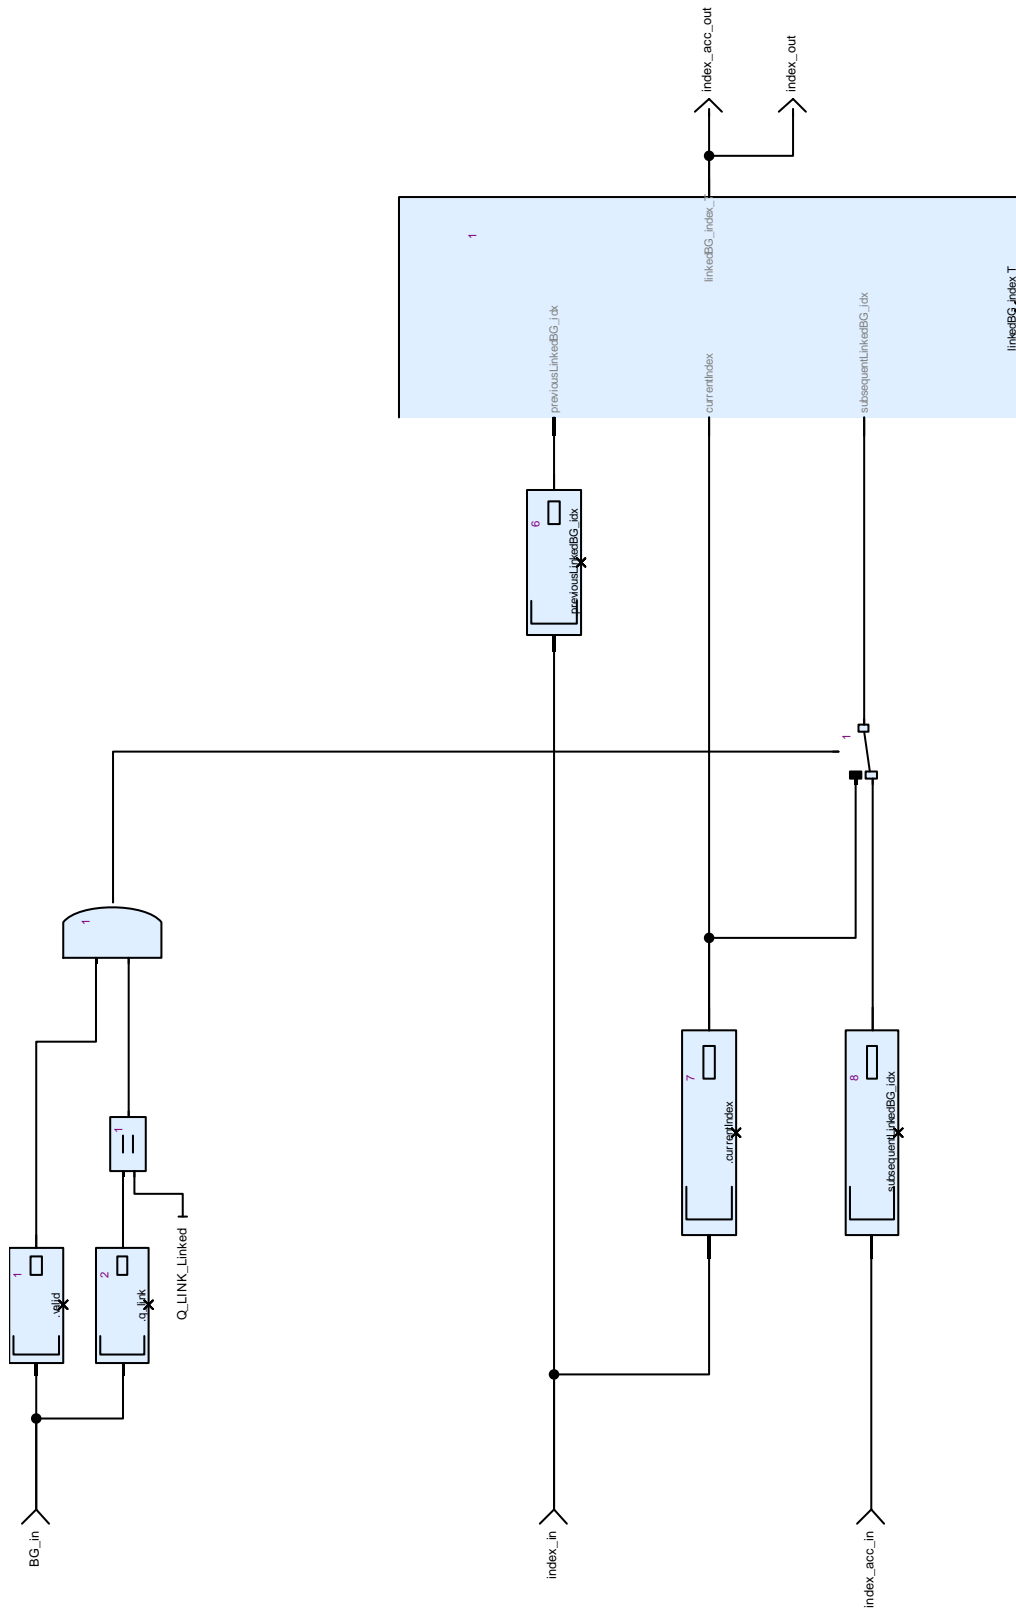 BG_in
index_in
index_acc_in
1
.valid
2
.q_link
Q_LINK_Linked
1
1
7
.currentIndex
8
subsequentLinkedBG_idx
1
6
previousLinkedBG_idx
previousLinkedBG_idx
currentIndex
subsequentLinkedBG_idx
1
linkedBG_index_T
linkedBG_index_T
index_acc_out
index_out